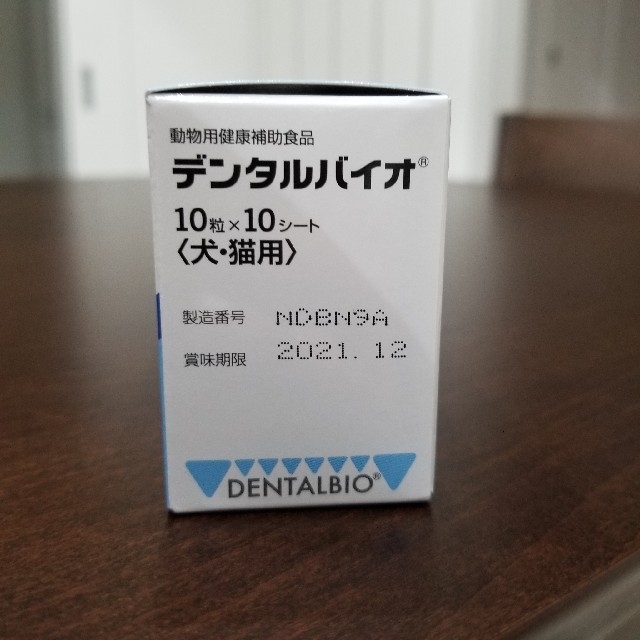 動物用健康補助食品
デンタルバイオ®
10粒×10シート
〈犬・猫用〉
製造番号 NDBN9A
賞味期限 2021.12
DENTALBIO®